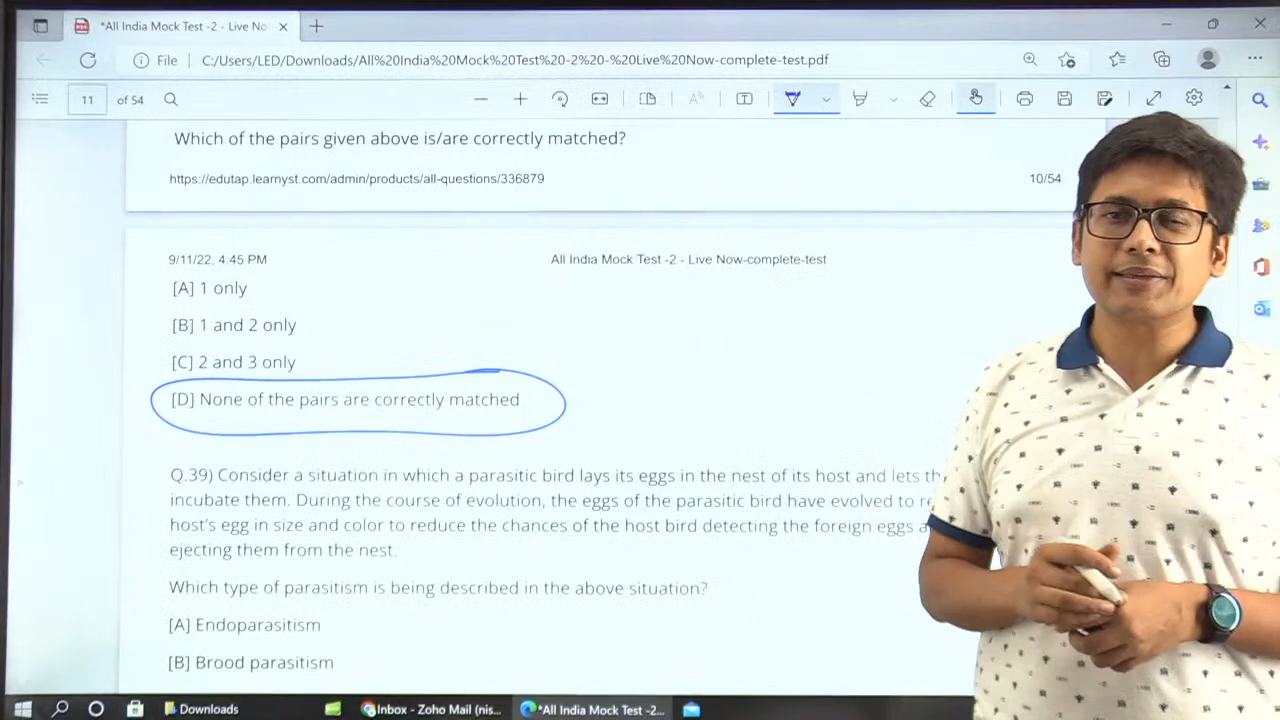 *All India Mock Test -2 - Live No
File C:/Users/LED/Downloads/All%20India%20Mock%20Test%20-2%20-%20Live%20Now-complete-test.pdf
11 of 54
Which of the pairs given above is/are correctly matched?
https://edutap.learnyst.com/admin/products/all-questions/336879 10/54
9/11/22, 4:45 PM All India Mock Test -2 - Live Now-complete-test
[A] 1 only
[B] 1 and 2 only
[C] 2 and 3 only
[D] None of the pairs are correctly matched
Q.39) Consider a situation in which a parasitic bird lays its eggs in the nest of its host and lets th
incubate them. During the course of evolution, the eggs of the parasitic bird have evolved to re
host's egg in size and color to reduce the chances of the host bird detecting the foreign eggs a
ejecting them from the nest.
Which type of parasitism is being described in the above situation?
[A] Endoparasitism
[B] Brood parasitism
Downloads Inbox - Zoho Mail (nis... *All India Mock Test -2...